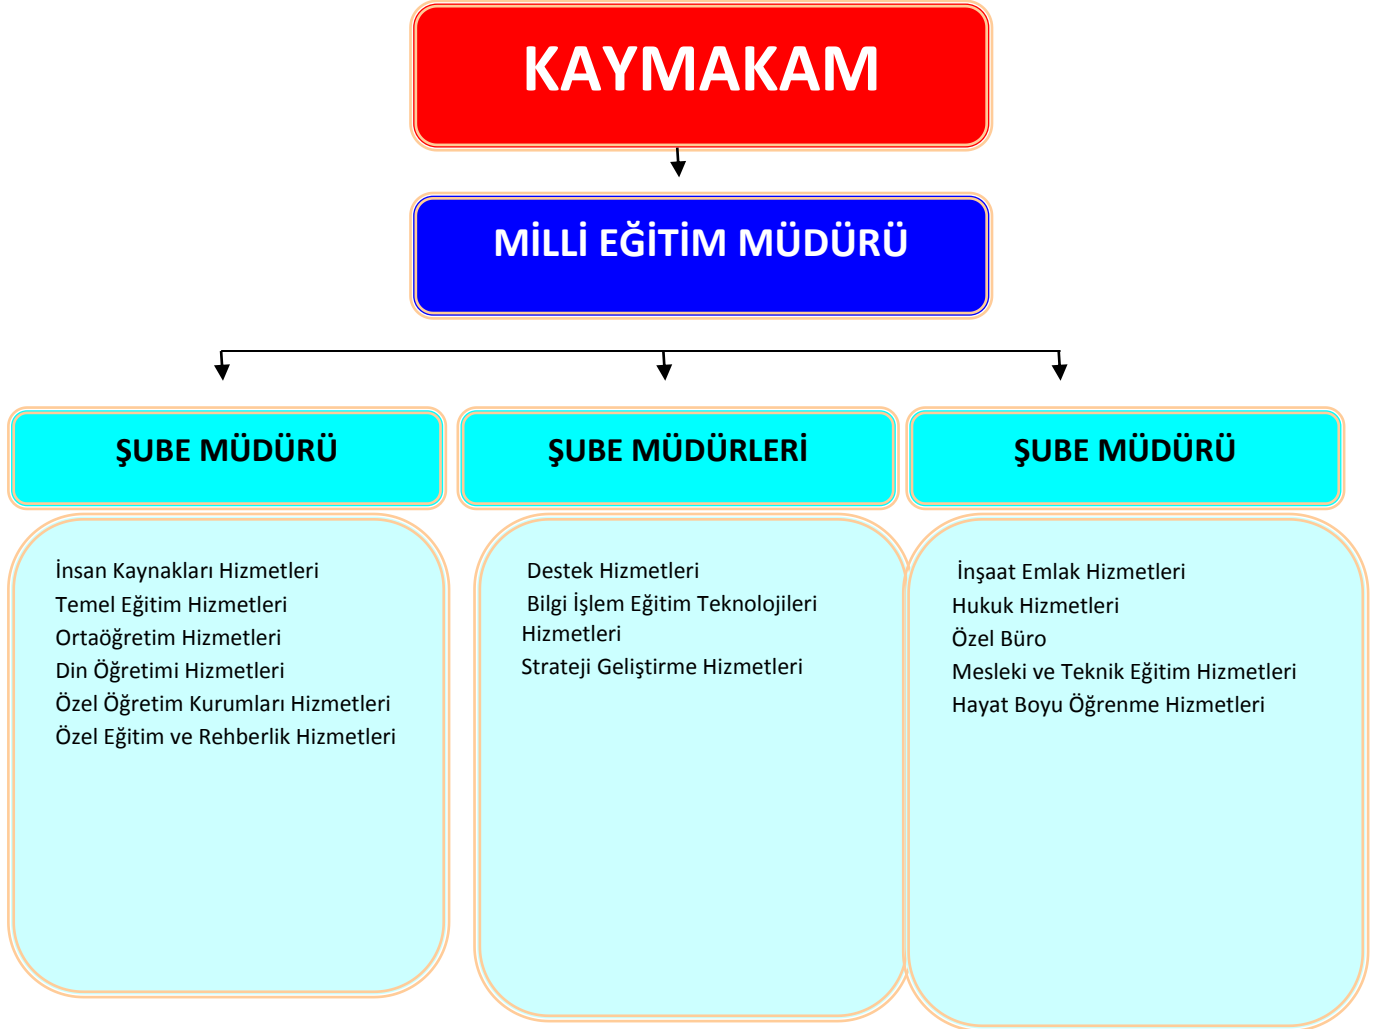 KAYMAKAM
MİLLİ EĞİTİM MÜDÜRÜ
ŞUBE MÜDÜRÜ
İnsan Kaynakları Hizmetleri
Temel Eğitim Hizmetleri
Ortaöğretim Hizmetleri
Din Öğretimi Hizmetleri
Özel Öğretim Kurumları Hizmetleri
Özel Eğitim ve Rehberlik Hizmetleri
ŞUBE MÜDÜRLERİ
Destek Hizmetleri
Bilgi İşlem Eğitim Teknolojileri
Hizmetleri
Strateji Geliştirme Hizmetleri
ŞUBE MÜDÜRÜ
İnşaat Emlak Hizmetleri
Hukuk Hizmetleri
Özel Büro
Mesleki ve Teknik Eğitim Hizmetleri
Hayat Boyu Öğrenme Hizmetleri